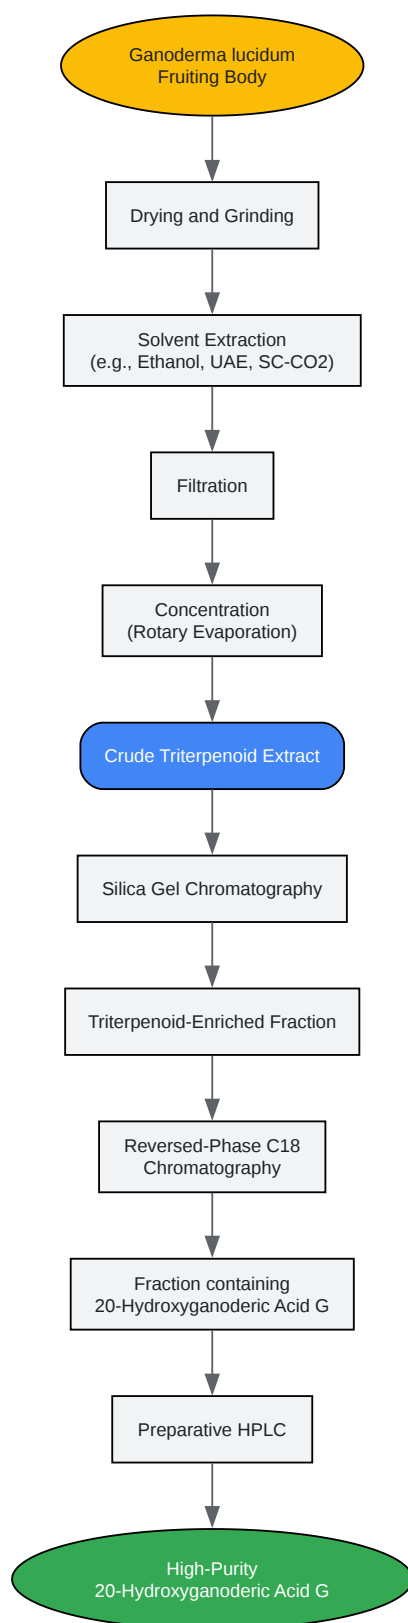 Ganoderma lucidum
Fruiting Body
Drying and Grinding
Solvent Extraction
(e.g., Ethanol, UAE, SC-CO2)
Filtration
Concentration
(Rotary Evaporation)
Crude Triterpenoid Extract
Silica Gel Chromatography
Triterpenoid-Enriched Fraction
Reversed-Phase C18
Chromatography
Fraction containing
20-Hydroxyganoderic Acid G
Preparative HPLC
High-Purity
20-Hydroxyganoderic Acid G